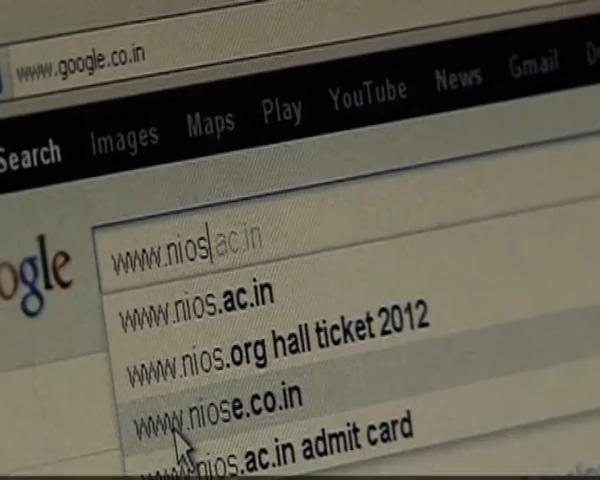 www.google.co.in
Search Images Maps Play YouTube News Gmail
ogle
www.nios.ac.in
www.nios.ac.in
www.nios.org hall ticket 2012
www.niose.co.in
www.nios.ac.in admit card